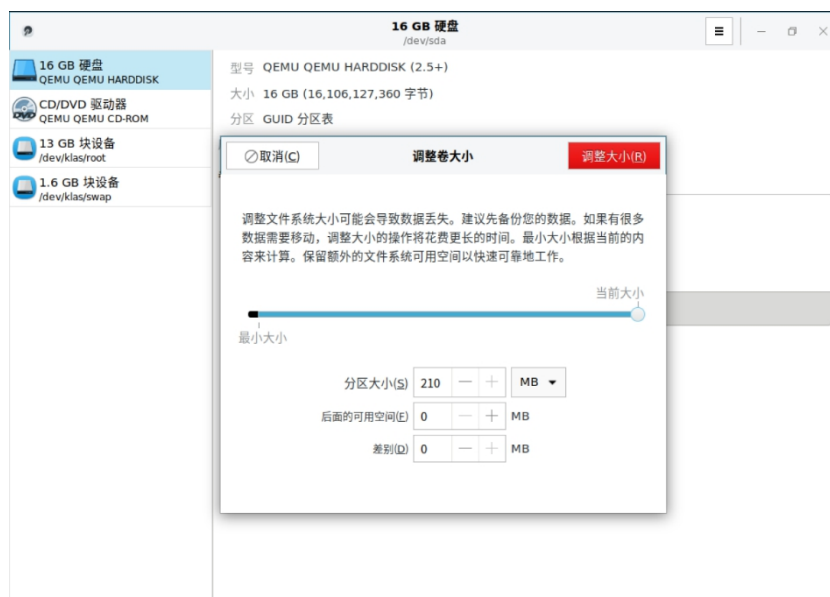 16 GB 硬盘
/dev/sda
16 GB 硬盘
QEMU QEMU HARDDISK
CD/DVD 驱动器
QEMU QEMU CD-ROM
13 GB 块设备
/dev/klas/root
1.6 GB 块设备
/dev/klas/swap
型号 QEMU QEMU HARDDISK (2.5+)
大小 16 GB (16,106,127,360 字节)
分区 GUID 分区表
取消(C)
调整卷大小
调整大小(R)
调整文件系统大小可能会导致数据丢失。建议先备份您的数据。如果有很多
数据需要移动，调整大小的操作将花费更长的时间。最小大小根据当前的内
容来计算。保留额外的文件系统可用空间以快速可靠地工作。
当前大小
最小大小
分区大小(S) 210 MB
后面的可用空间(F) 0 MB
差别(D) 0 MB